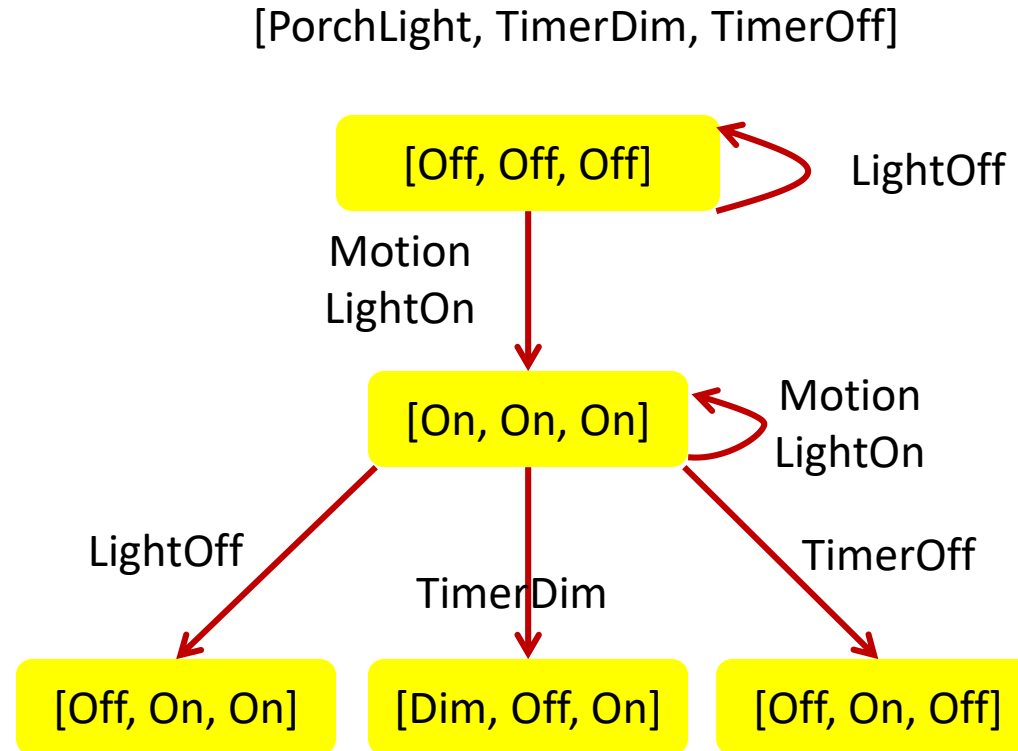 [PorchLight, TimerDim, TimerOff]
[Off, Off, Off]
LightOff
Motion
LightOn
[On, On, On]
Motion
LightOn
LightOff
TimerDim
TimerOff
[Off, On, On]
[Dim, Off, On]
[Off, On, Off]